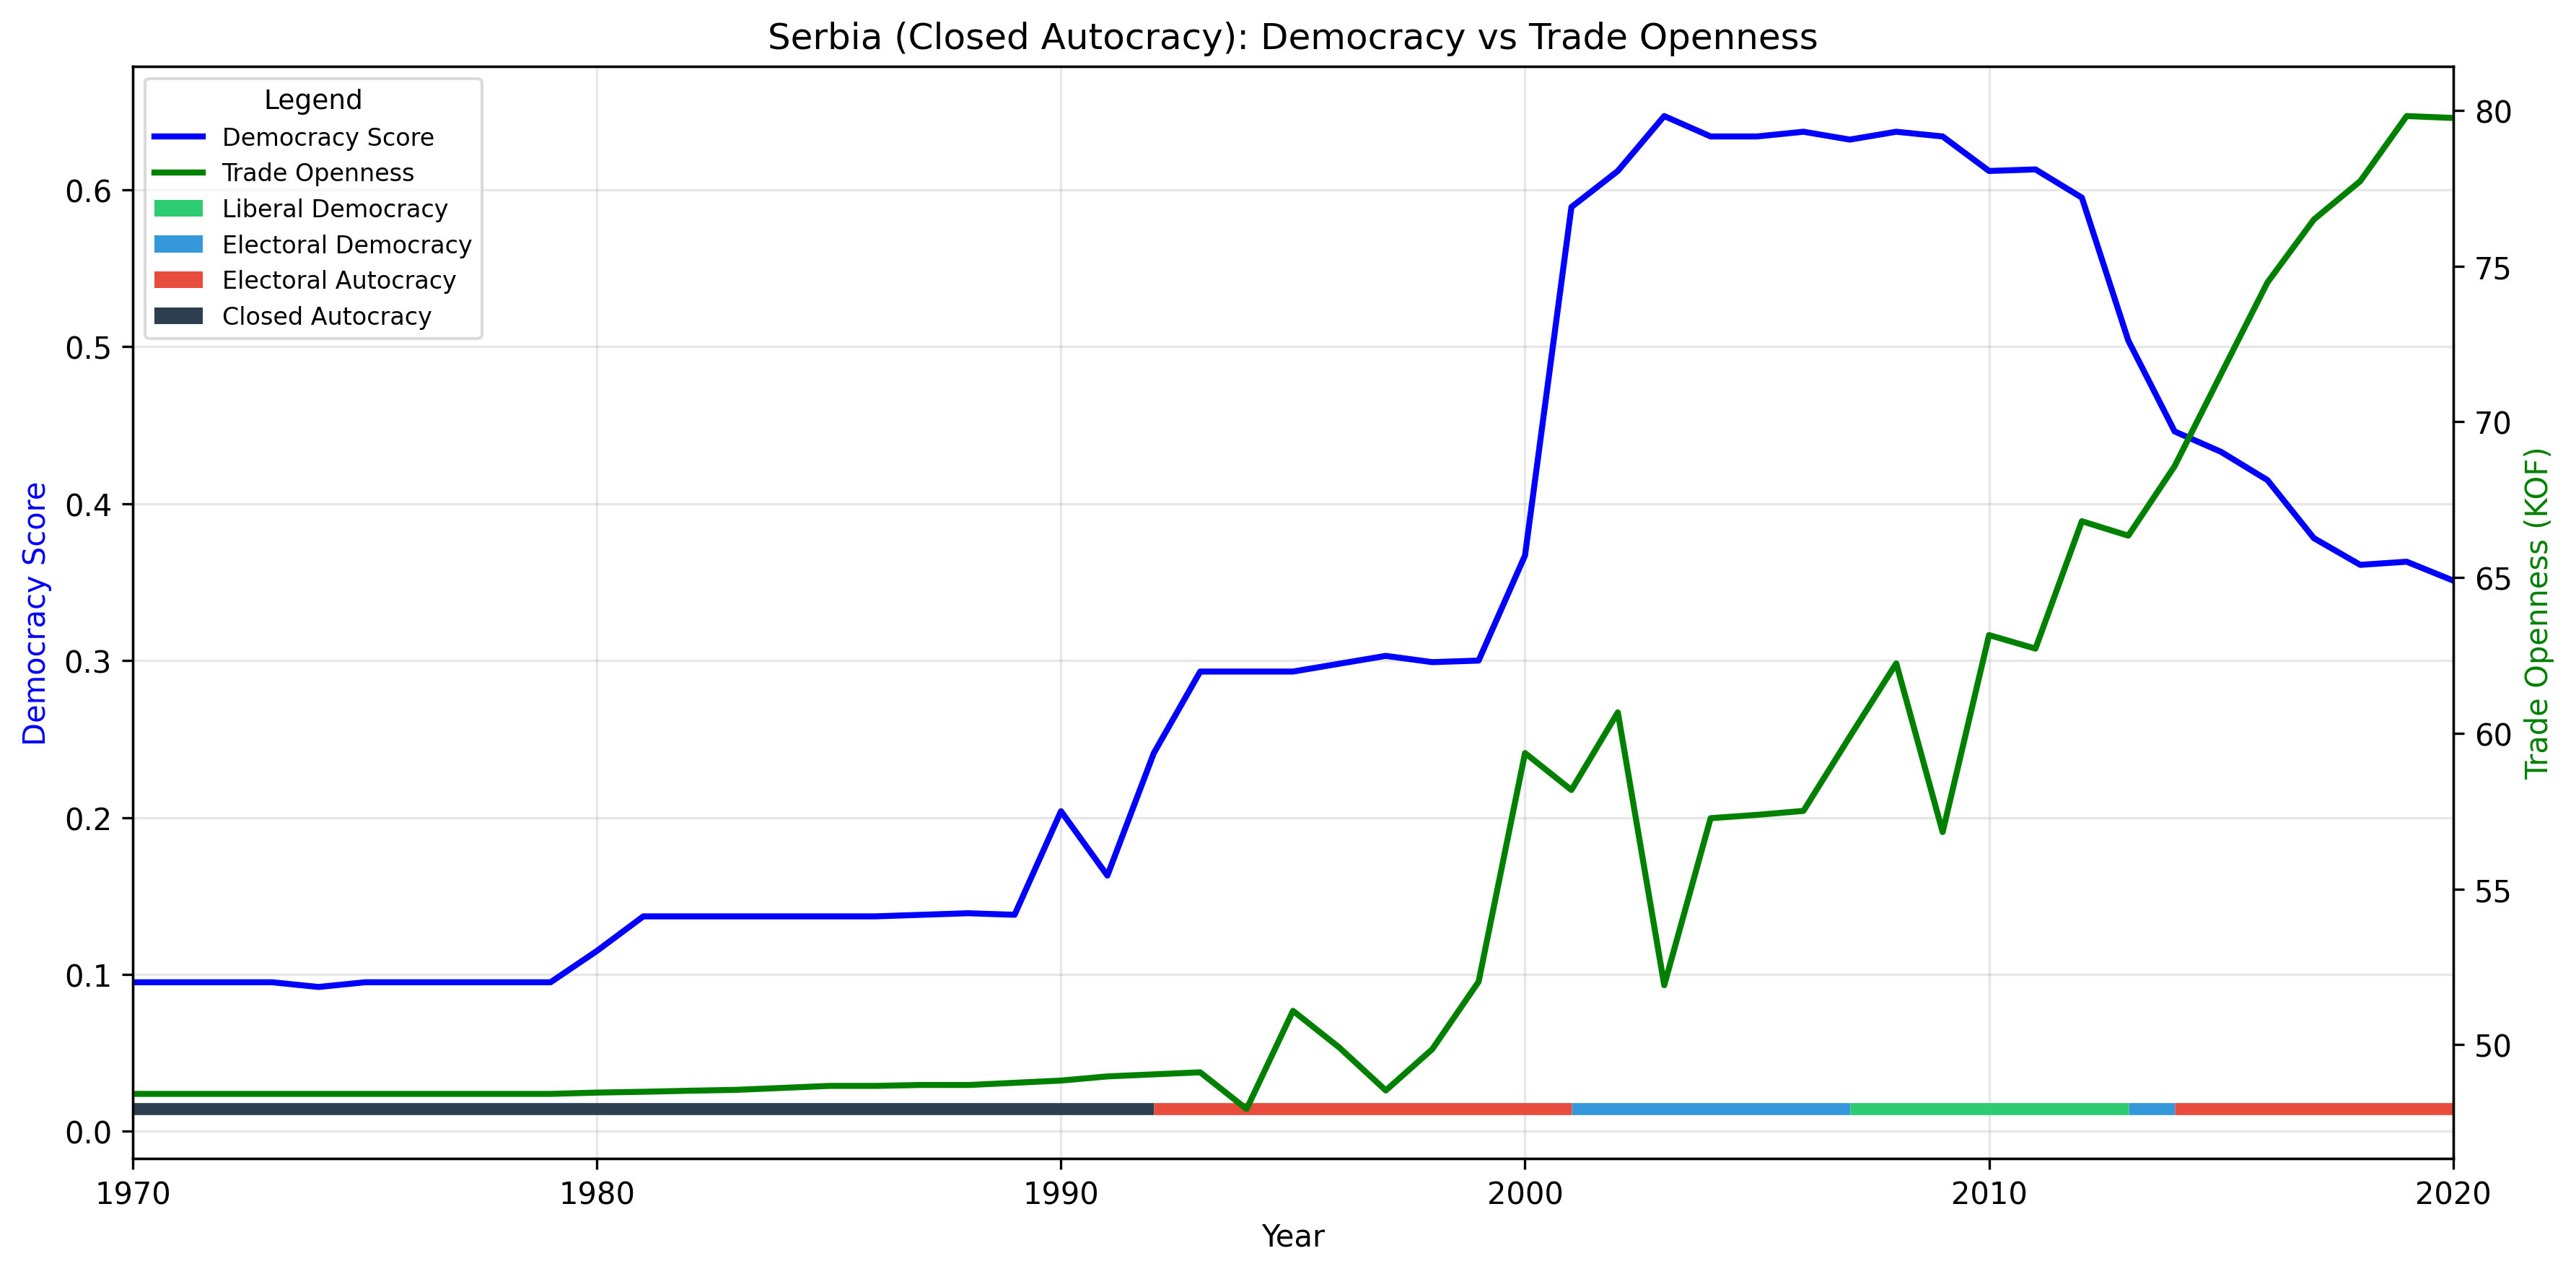 Serbia (Closed Autocracy): Democracy vs Trade Openness
Legend
Democracy Score
Trade Openness
Liberal Democracy
Electoral Democracy
Electoral Autocracy
Closed Autocracy
Democracy Score
0.6
0.5
0.4
0.3
0.2
0.1
0.0
80
75
70
65
60
55
50
Trade Openness (KOF)
1970 1980 1990 2000 2010 2020
Year